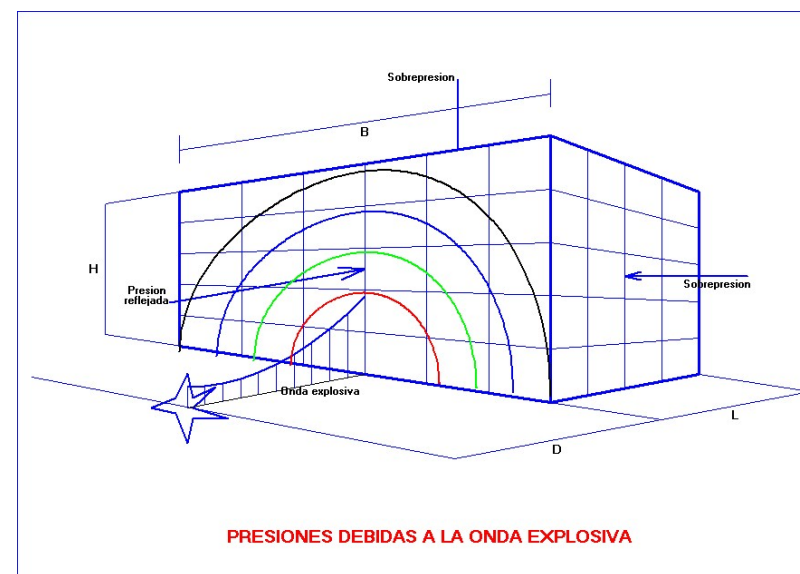 Sobrepresion
B
H
Presion
reflejada
Sobrepresion
Onda explosiva
L
D
PRESIONES DEBIDAS A LA ONDA EXPLOSIVA